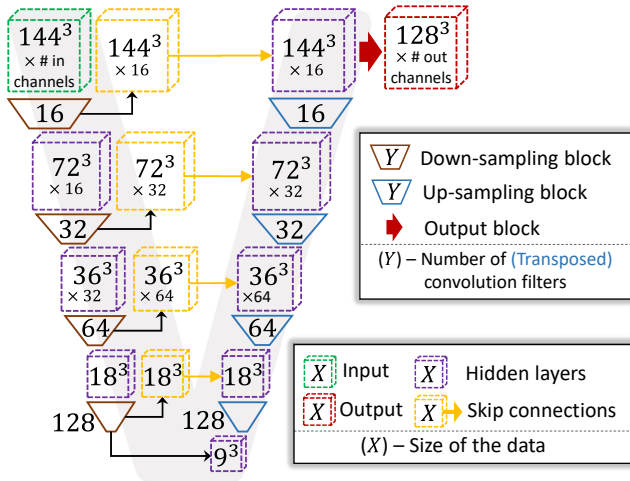 144³ 144³ 144³ 128³
× # in channels × 16 × 16 × # out channels
16 16
72³ 72³ 72³
× 16 × 32 × 32
32 32
36³ 36³ 36³
× 32 × 64 ×64
64 64
18³ 18³ 18³
128 128
9³
Y Down-sampling block
Y Up-sampling block
Output block
(Y) – Number of (Transposed)
convolution filters
X Input X Hidden layers
X Output X Skip connections
(X) – Size of the data